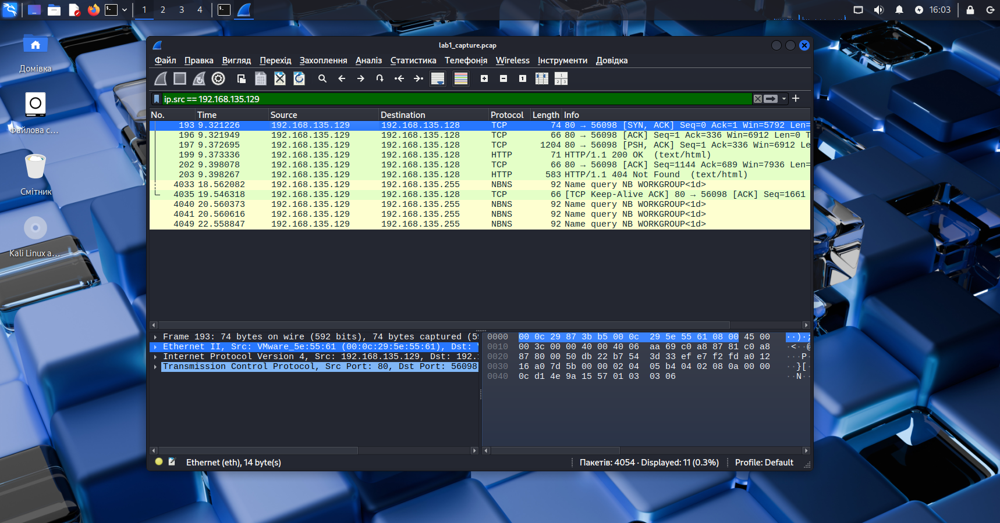 1 2 3 4 16:03
Домівка
Файлова с...
Смітник
Kali Linux a...
lab1_capture.pcap
Файл Правка Вигляд Перехід Захоплення Аналіз Статистика Телефонія Wireless Інструменти Довідка
ip.src == 192.168.135.129
No. Time Source Destination Protocol Length Info
193 9.321226 192.168.135.129 192.168.135.128 TCP 74 80 → 56098 [SYN, ACK] Seq=0 Ack=1 Win=5792 Len=
196 9.321949 192.168.135.129 192.168.135.128 TCP 66 80 → 56098 [ACK] Seq=1 Ack=336 Win=6912 Len=0 T
197 9.372695 192.168.135.129 192.168.135.128 TCP 1204 80 → 56098 [PSH, ACK] Seq=1 Ack=336 Win=6912 Le
199 9.373336 192.168.135.129 192.168.135.128 HTTP 71 HTTP/1.1 200 OK (text/html)
202 9.398078 192.168.135.129 192.168.135.128 TCP 66 80 → 56098 [ACK] Seq=1144 Ack=689 Win=7936 Len=
203 9.398267 192.168.135.129 192.168.135.128 HTTP 583 HTTP/1.1 404 Not Found (text/html)
4033 18.562082 192.168.135.129 192.168.135.255 NBNS 92 Name query NB WORKGROUP<1d>
4035 19.546318 192.168.135.129 192.168.135.128 TCP 66 [TCP Keep-Alive ACK] 80 → 56098 [ACK] Seq=1661
4040 20.560373 192.168.135.129 192.168.135.255 NBNS 92 Name query NB WORKGROUP<1d>
4041 20.560616 192.168.135.129 192.168.135.255 NBNS 92 Name query NB WORKGROUP<1d>
4049 22.558847 192.168.135.129 192.168.135.255 NBNS 92 Name query NB WORKGROUP<1d>
Frame 193: 74 bytes on wire (592 bits), 74 bytes captured (59
Ethernet II, Src: VMware_5e:55:61 (00:0c:29:5e:55:61), Dst: V
Internet Protocol Version 4, Src: 192.168.135.129, Dst: 192.1
Transmission Control Protocol, Src Port: 80, Dst Port: 56098
0000 00 0c 29 87 3b b5 00 0c 29 5e 55 61 08 00 45 00 ··)·;
0010 00 3c 00 00 40 00 40 06 aa 69 c0 a8 87 81 c0 a8 ·<··@
0020 87 80 00 50 db 22 b7 54 3d 33 ef e7 f2 fd a0 12 ···P·
0030 16 a0 7d 5b 00 00 02 04 05 b4 04 02 08 0a 00 00 ··}[·
0040 0c d1 4e 9a 15 57 01 03 03 06 ··N··
Ethernet (eth), 14 byte(s) Пакетів: 4054 · Displayed: 11 (0.3%) Profile: Default